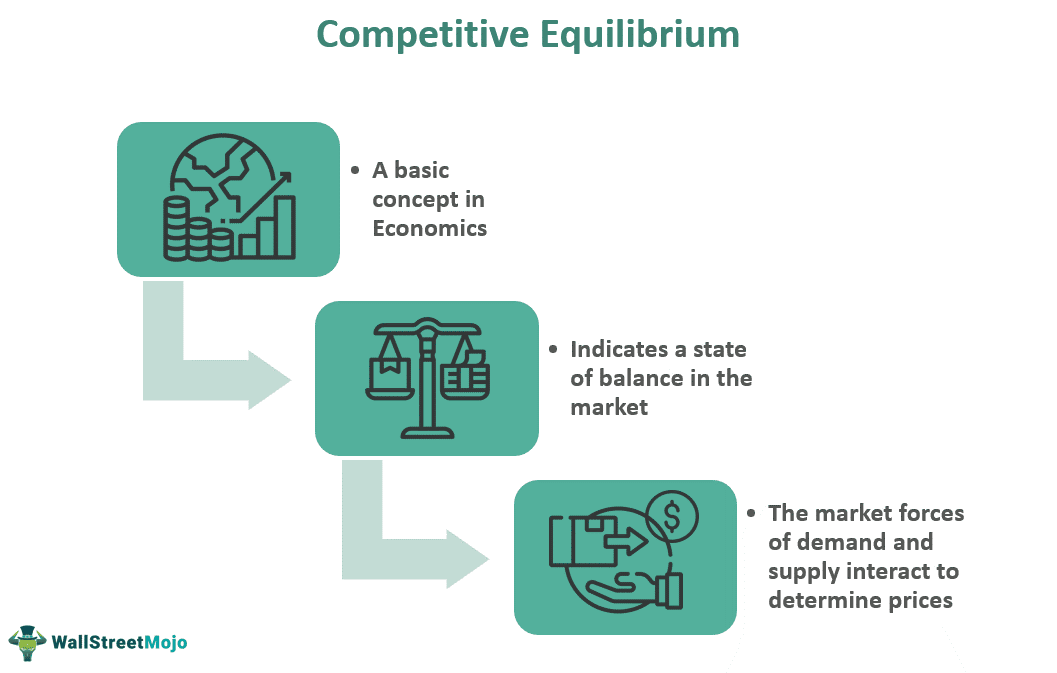 Competitive Equilibrium
• A basic
concept in
Economics
• Indicates a state
of balance in the
market
$
• The market forces
of demand and
supply interact to
determine prices
WallStreetMojo